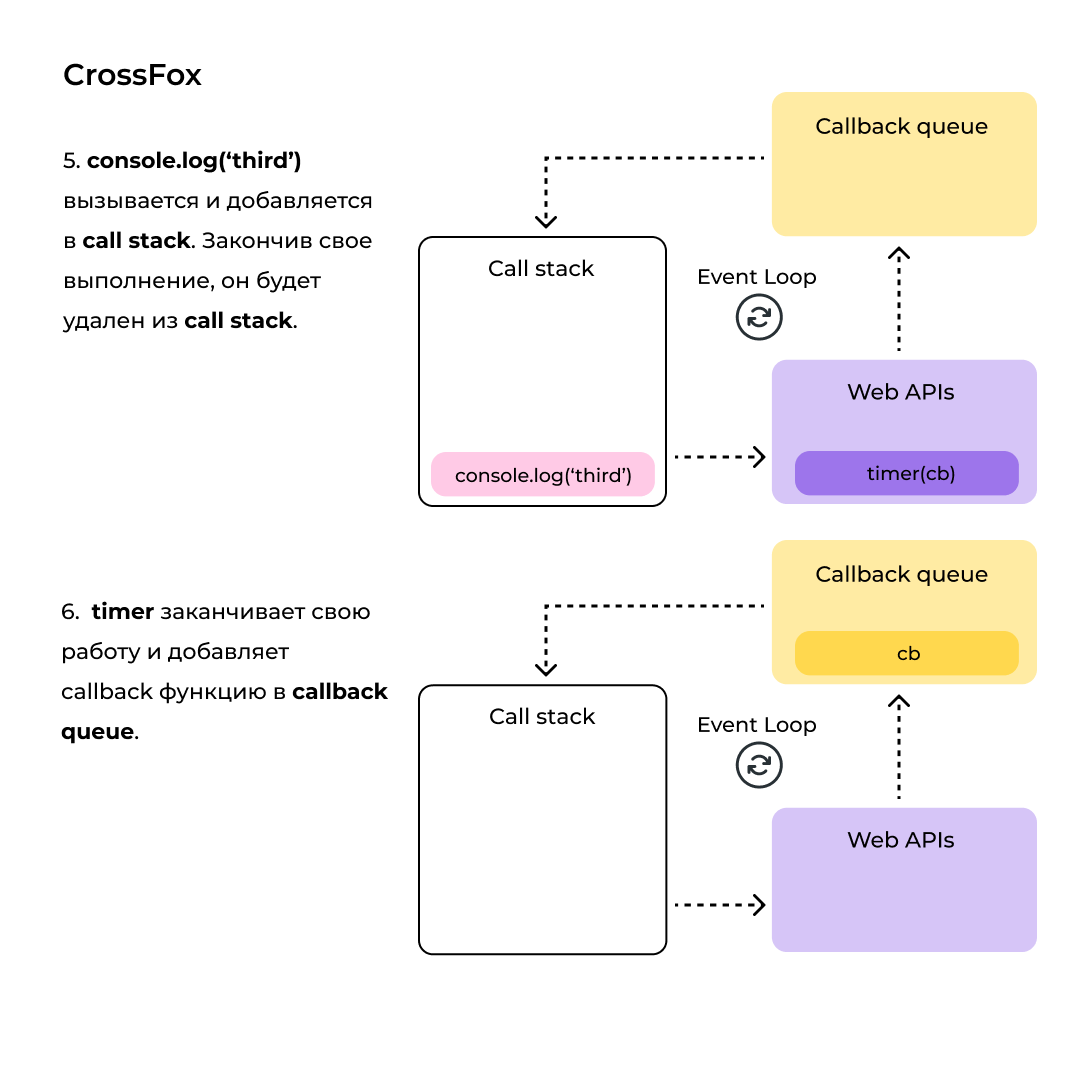 CrossFox
5. console.log(‘third’)
вызывается и добавляется
в call stack. Закончив свое
выполнение, он будет
удален из call stack.
Callback queue
Call stack
Event Loop
Web APIs
console.log(‘third’)
timer(cb)
6. timer заканчивает свою
работу и добавляет
callback функцию в callback
queue.
Callback queue
cb
Call stack
Event Loop
Web APIs